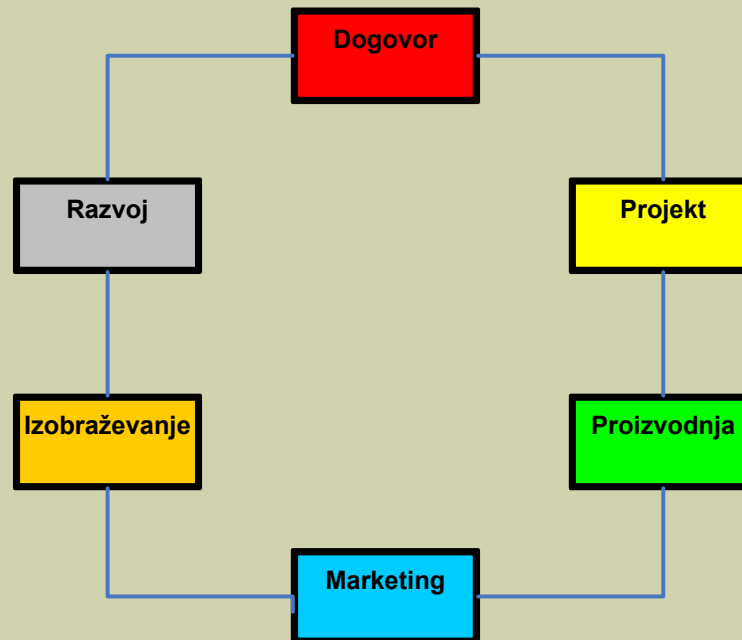 Dogovor
Razvoj
Projekt
Izobraževanje
Proizvodnja
Marketing